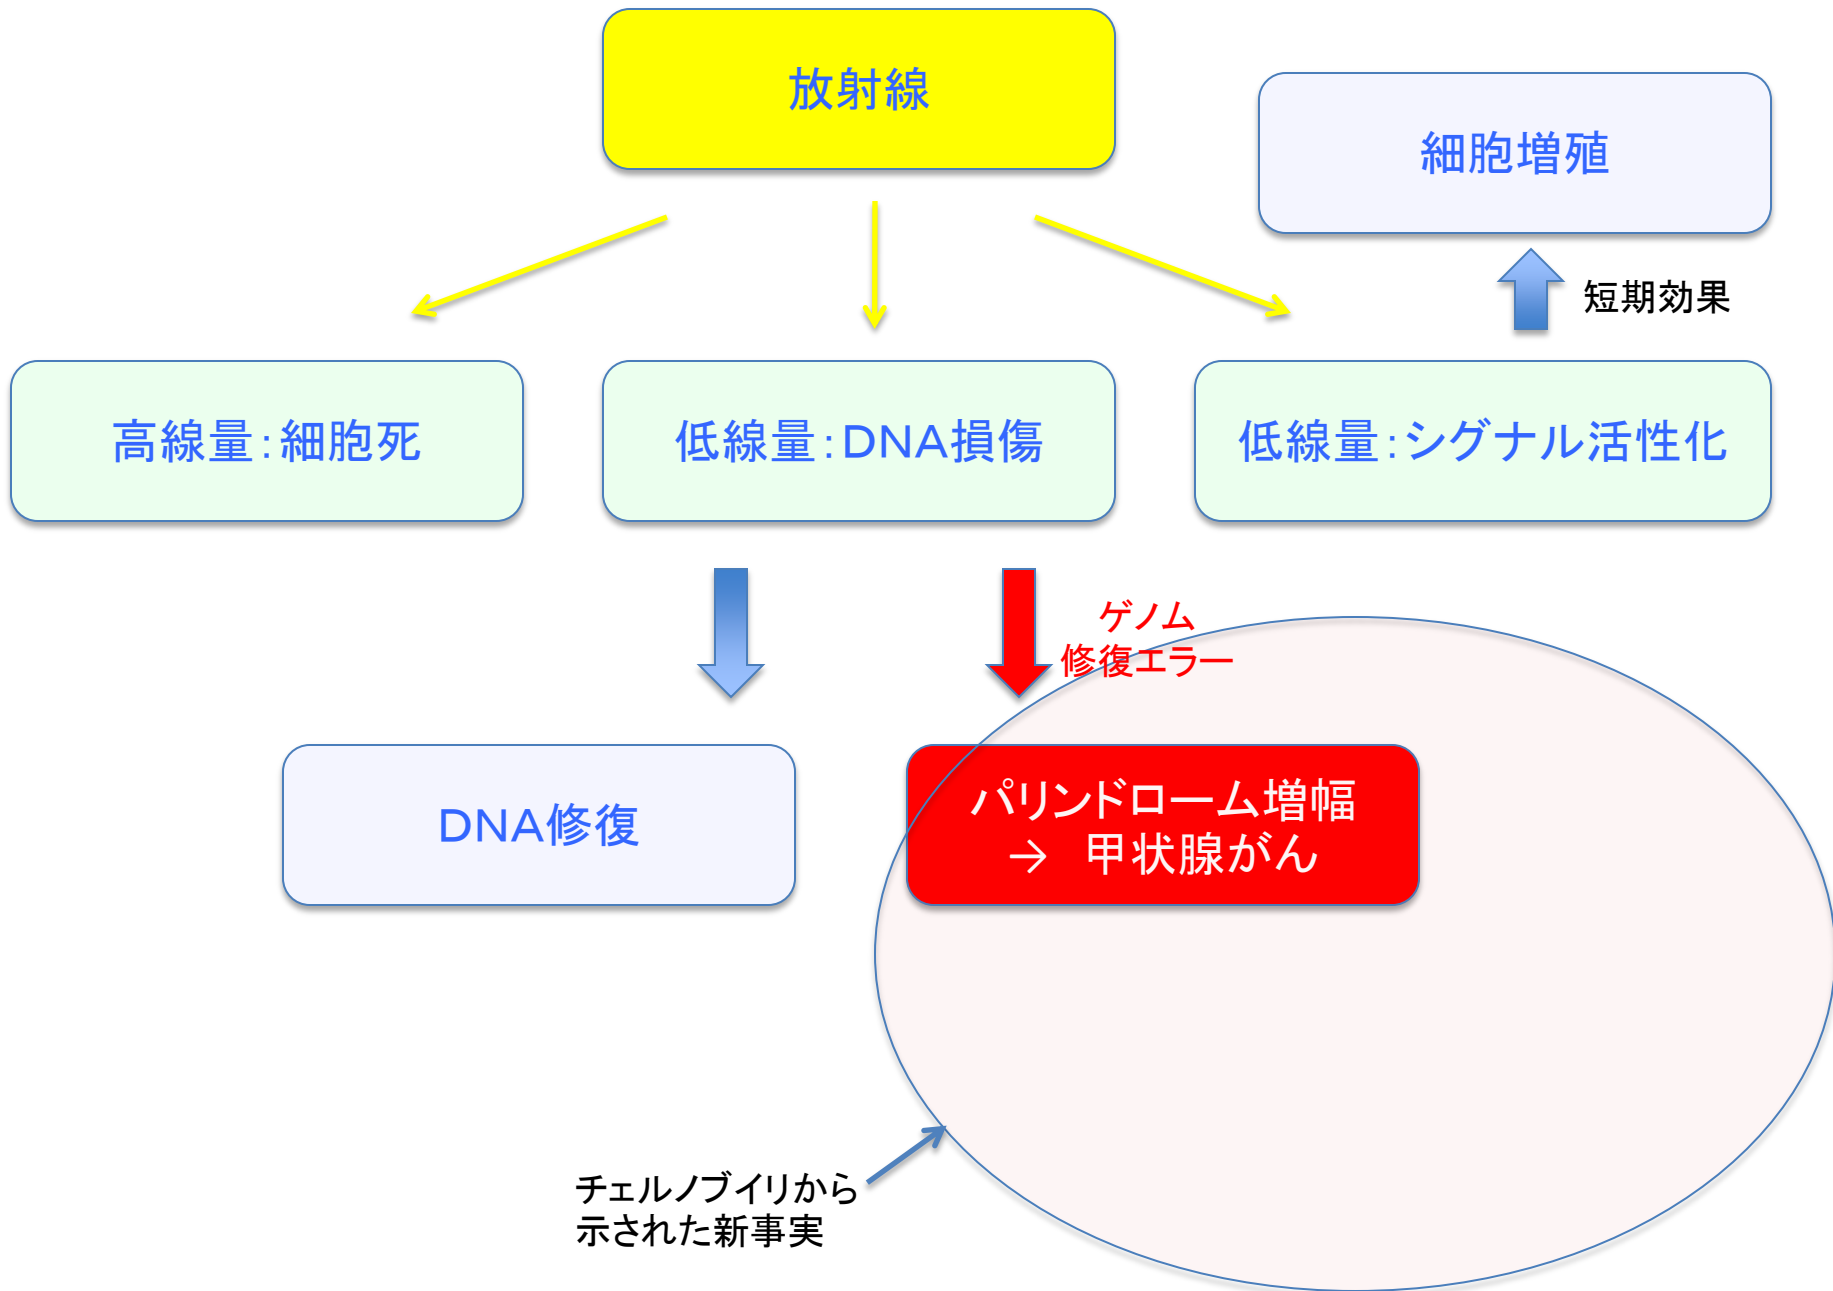 放射線
細胞増殖
短期効果
高線量：細胞死
低線量：DNA損傷
低線量：シグナル活性化
ゲノム
修復エラー
DNA修復
パリンドローム増幅
→　甲状腺がん
チェルノブイリから
示された新事実